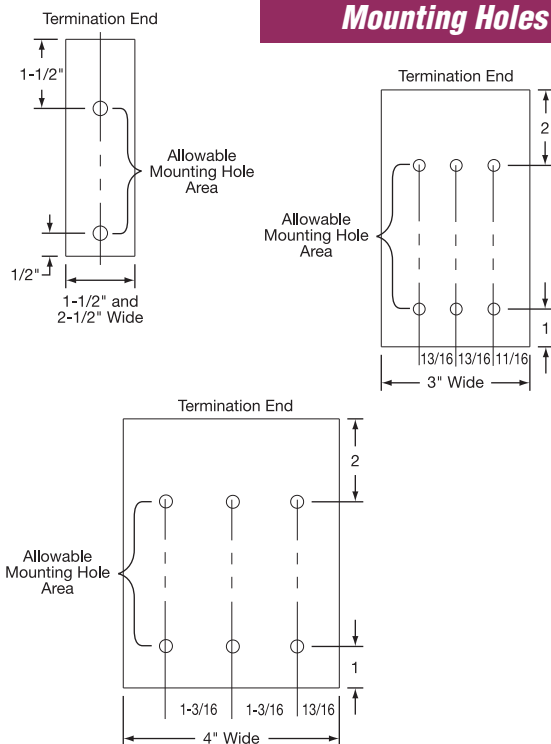 Mounting Holes
Termination End
1-1/2"
Allowable
Mounting Hole
Area
1/2"
1-1/2" and
2-1/2" Wide
Termination End
2
Allowable
Mounting Hole
Area
1
13/16 13/16 11/16
3" Wide
Termination End
2
Allowable
Mounting Hole
Area
1
1-3/16 1-3/16 13/16
4" Wide